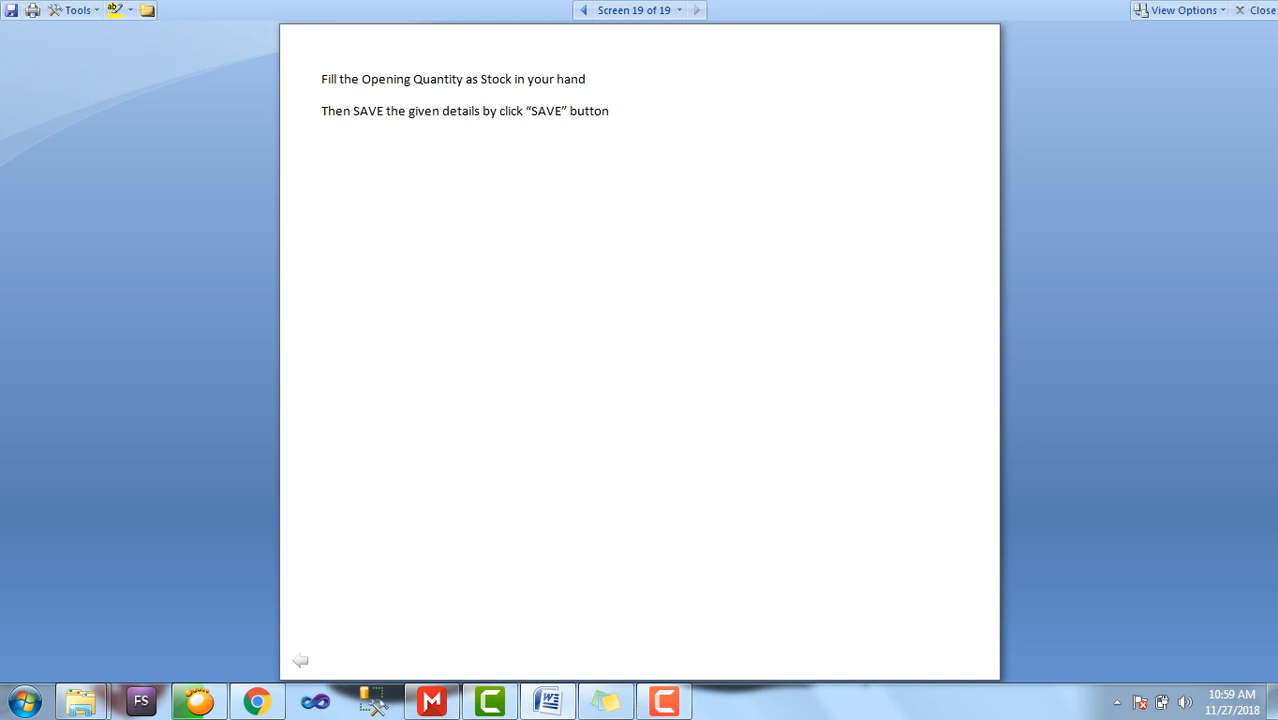 Tools
Screen 19 of 19
View Options
Close
Fill the Opening Quantity as Stock in your hand
Then SAVE the given details by click “SAVE” button
FS
10:59 AM
11/27/2018